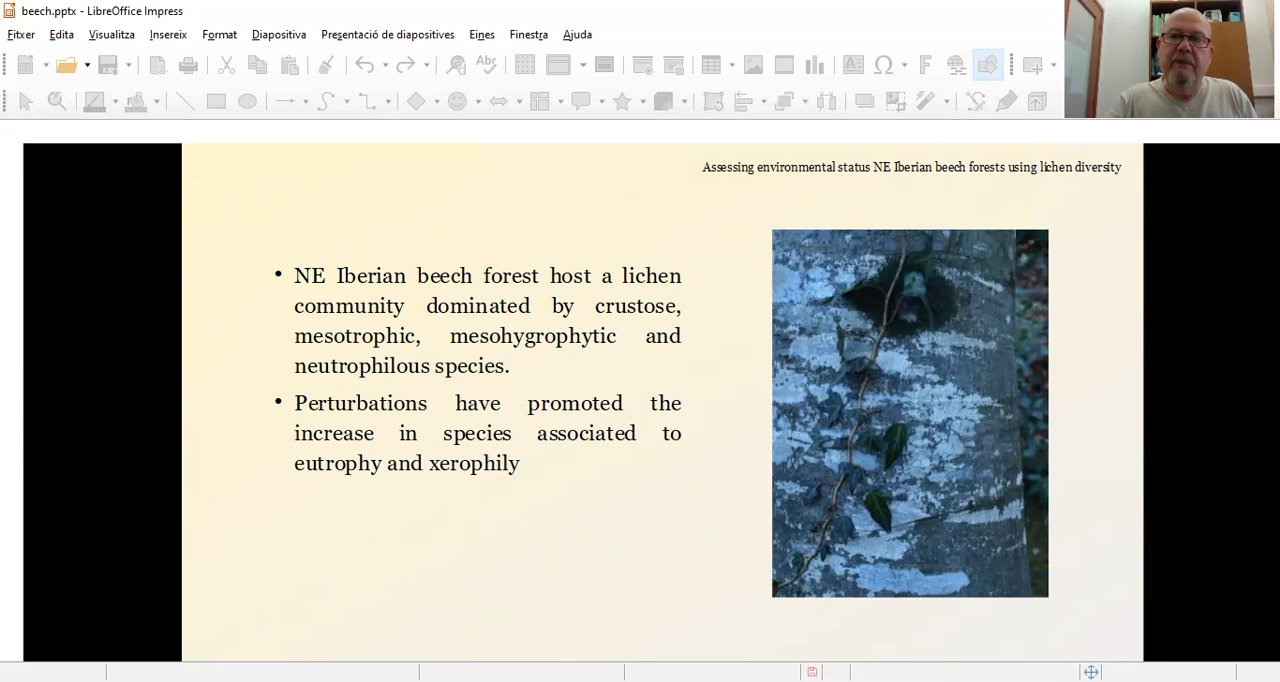 beech.pptx - LibreOffice Impress
Fitxer Edita Visualitza Insereix Format Diapositiva Presentació de diapositives Eines Finestra Ajuda
Abc
Assessing environmental status NE Iberian beech forests using lichen diversity
• NE Iberian beech forest host a lichen
community dominated by crustose,
mesotrophic, mesohygrophytic and
neutrophilous species.
• Perturbations have promoted the
increase in species associated to
eutrophy and xerophily